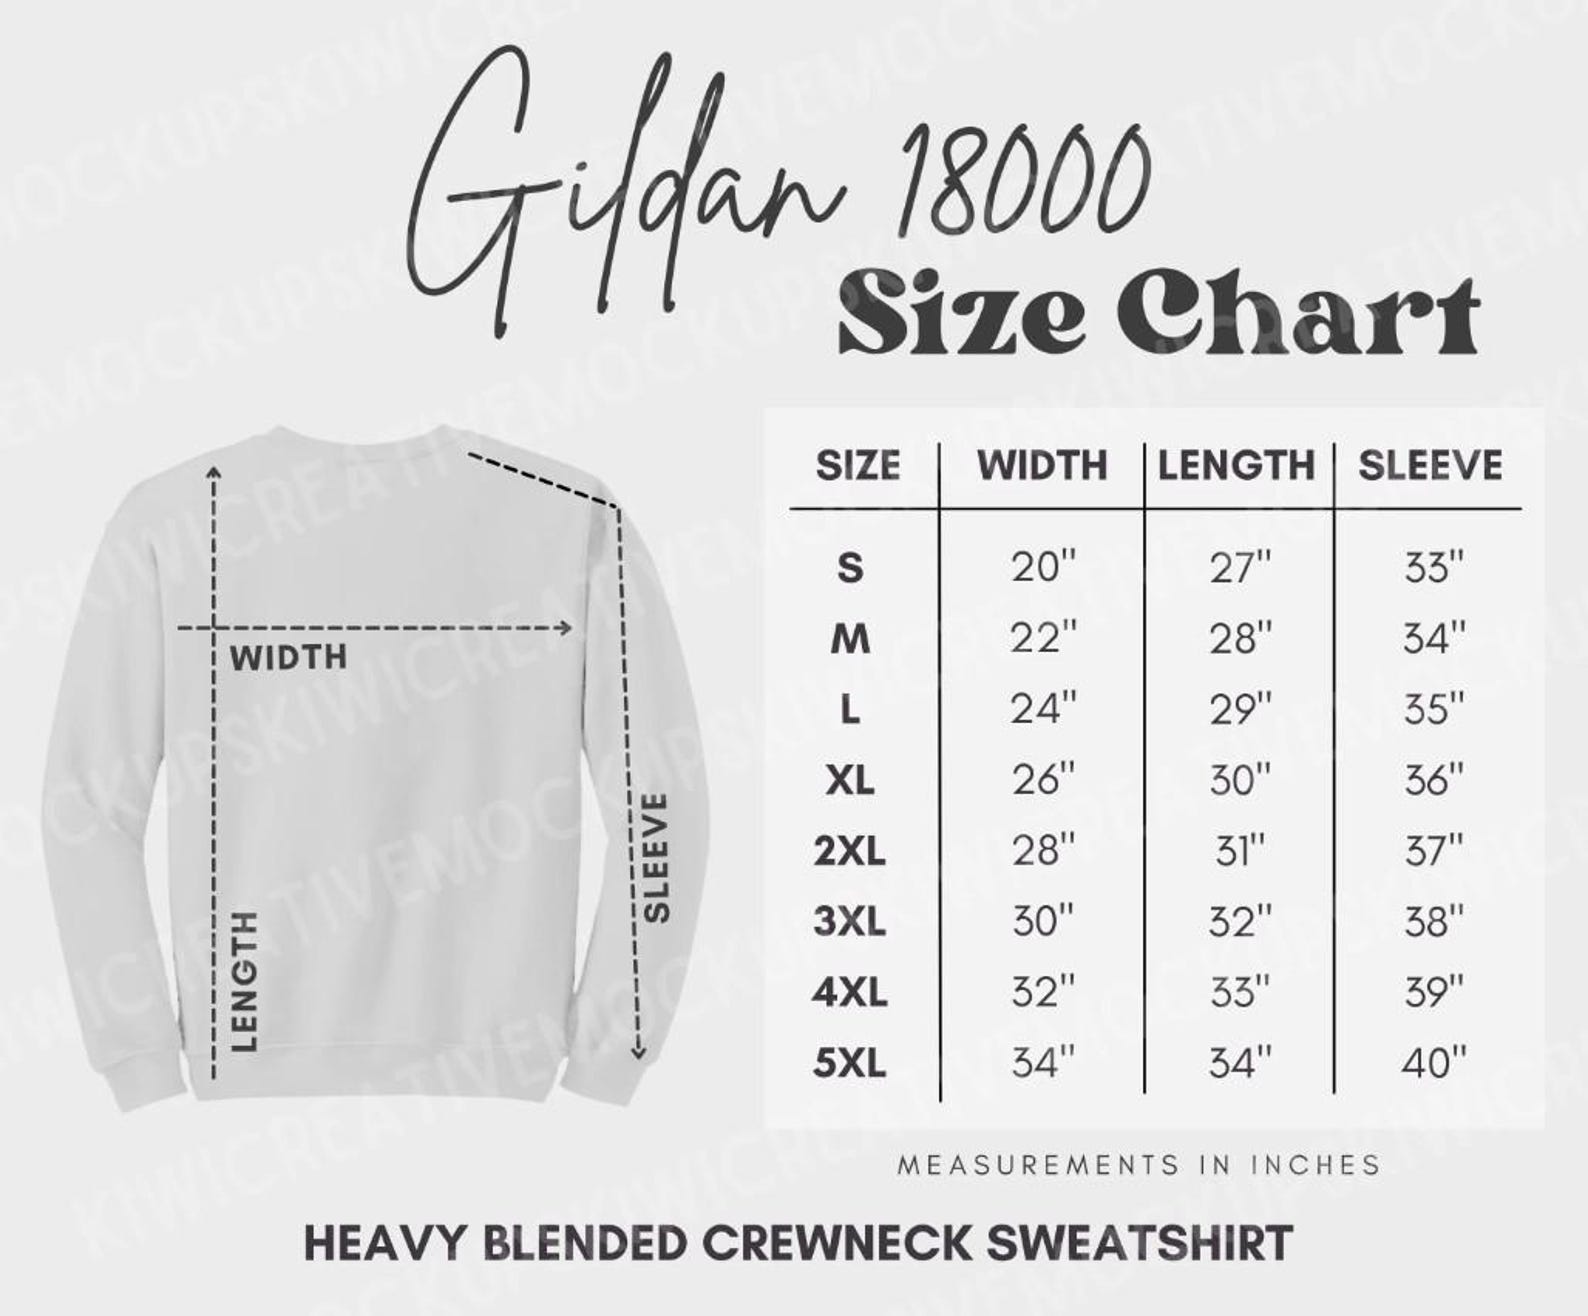 Gildan 18000
Size Chart
WIDTH
LENGTH
SLEEVE
SIZE WIDTH LENGTH SLEEVE
S 20" 27" 33"
M 22" 28" 34"
L 24" 29" 35"
XL 26" 30" 36"
2XL 28" 31" 37"
3XL 30" 32" 38"
4XL 32" 33" 39"
5XL 34" 34" 40"
MEASUREMENTS IN INCHES
HEAVY BLENDED CREWNECK SWEATSHIRT
KIWICREATIVEMOCKUPS